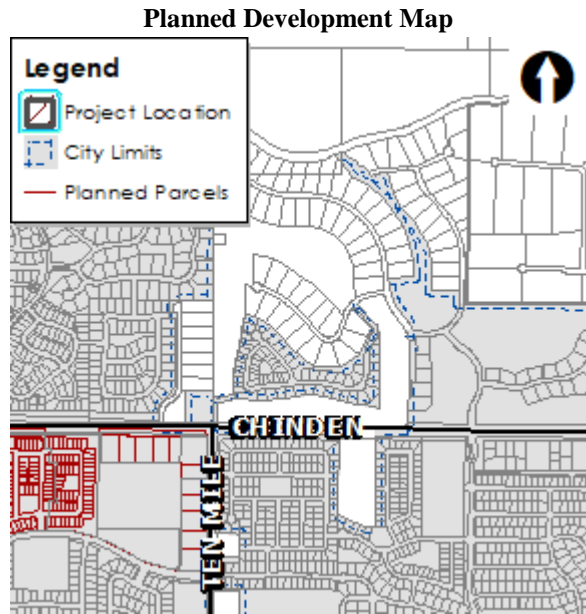 Planned Development Map
Legend
Project Location
City Limits
Planned Parcels
CHINDEN
TEN MILE